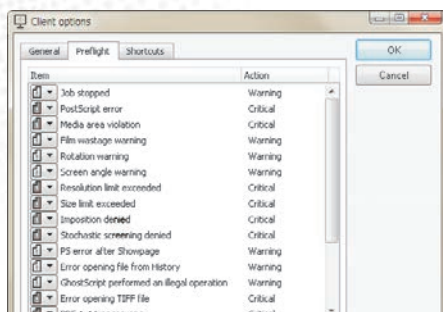 Client options
General Preflight Shortcuts
OK
Cancel
Item Action
Job stopped Warning
PostScript error Critical
Media area violation Critical
Film wastage warning Warning
Rotation warning Warning
Screen angle warning Warning
Resolution limit exceeded Critical
Size limit exceeded Critical
Imposition denied Critical
Stochastic screening denied Critical
PS error after Showpage Warning
Error opening file from History Warning
GhostScript performed an illegal operation Warning
Error opening TIFF file Critical